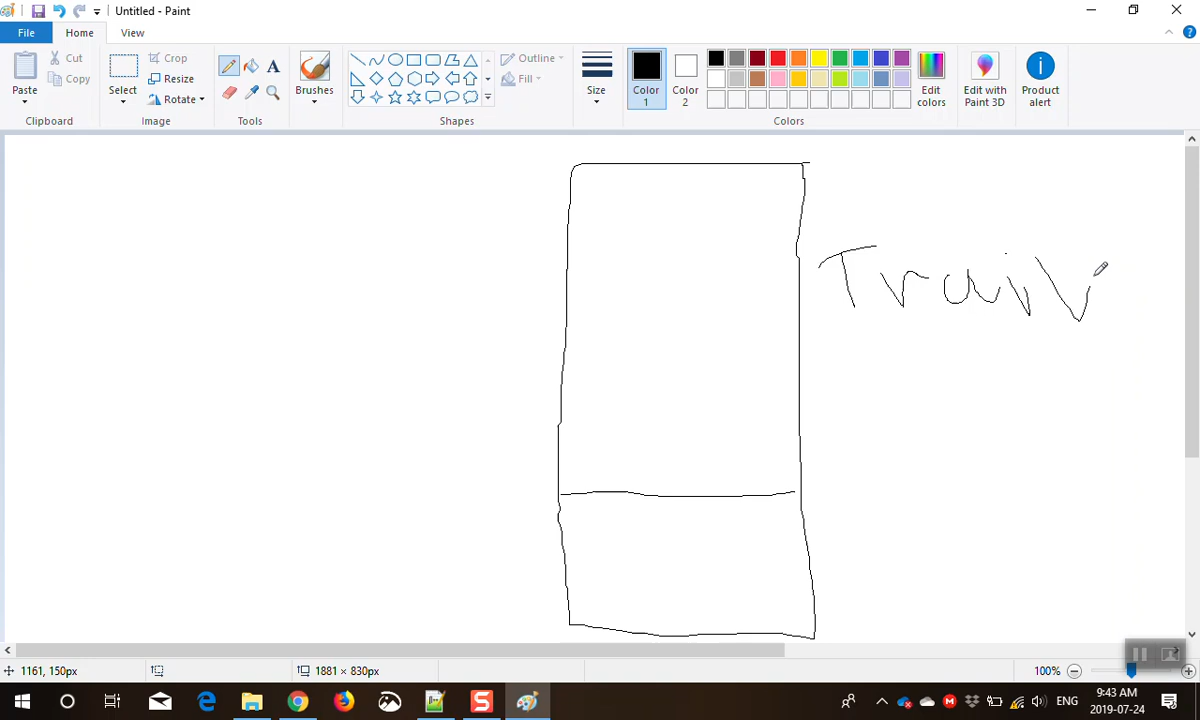 Untitled - Paint
File
Home
View
Paste
Cut
Copy
Clipboard
Select
Crop
Resize
Rotate
Image
Tools
Brushes
Shapes
Outline
Fill
Size
Color 1
Color 2
Colors
Edit colors
Edit with Paint 3D
Product alert
Train
1161, 150px
1881 × 830px
100%
ENG
9:43 AM
2019-07-24